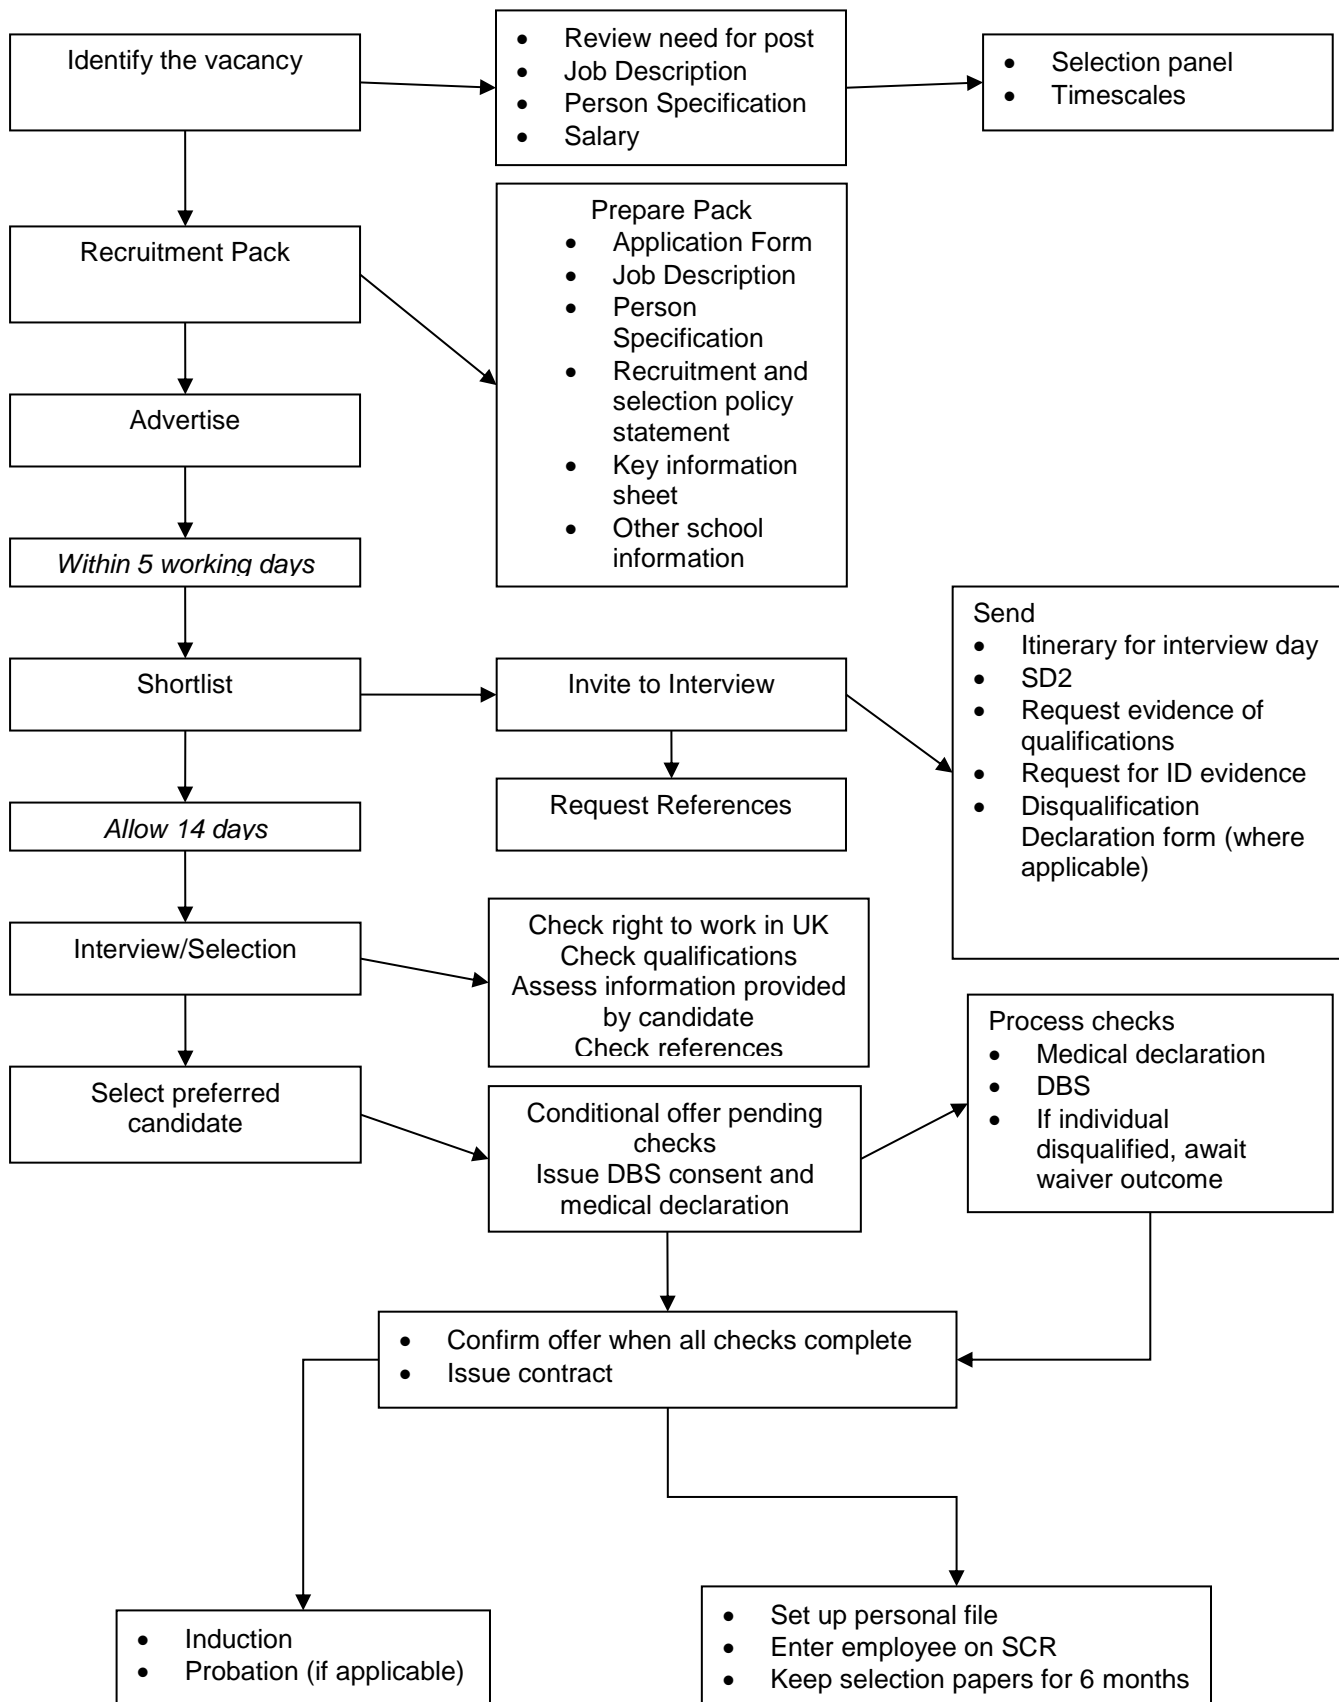 Identify the vacancy
• Review need for post
• Job Description
• Person Specification
• Salary
• Selection panel
• Timescales
Recruitment Pack
Prepare Pack
• Application Form
• Job Description
• Person
Specification
• Recruitment and
selection policy
statement
• Key information
sheet
• Other school
information
Advertise
Within 5 working days
Shortlist
Invite to Interview
Request References
Send
• Itinerary for interview day
• SD2
• Request evidence of
qualifications
• Request for ID evidence
• Disqualification
Declaration form (where
applicable)
Allow 14 days
Interview/Selection
Check right to work in UK
Check qualifications
Assess information provided
by candidate
Check references
Select preferred
candidate
Conditional offer pending
checks
Issue DBS consent and
medical declaration
Process checks
• Medical declaration
• DBS
• If individual
disqualified, await
waiver outcome
• Confirm offer when all checks complete
• Issue contract
• Induction
• Probation (if applicable)
• Set up personal file
• Enter employee on SCR
• Keep selection papers for 6 months